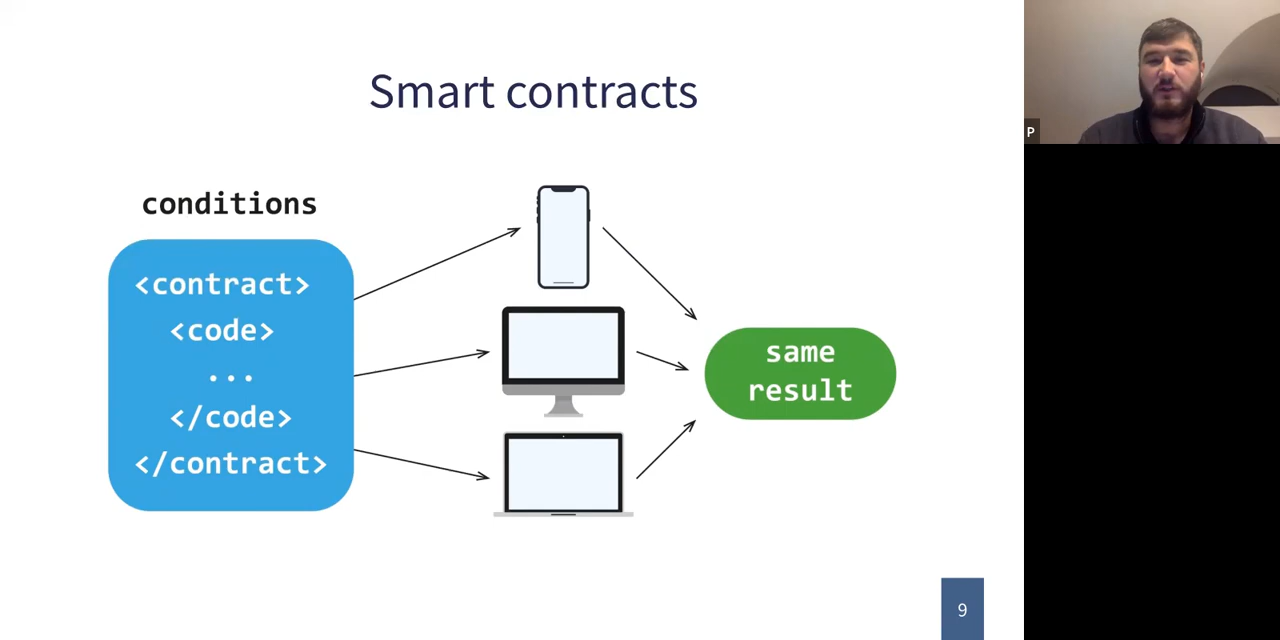 Smart contracts
conditions
<contract>
<code>
...
</code>
</contract>
same
result
9
P